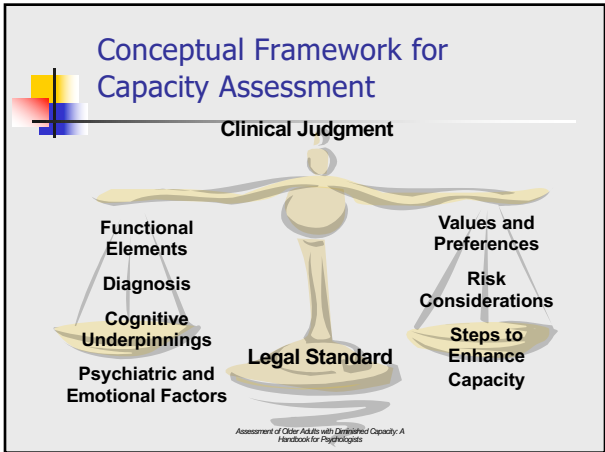 Conceptual Framework for
Capacity Assessment
Clinical Judgment
Functional
Elements
Diagnosis
Cognitive
Underpinnings
Psychiatric and
Emotional Factors
Values and
Preferences
Risk
Considerations
Steps to
Enhance
Capacity
Legal Standard
Assessment of Older Adults with Diminished Capacity: A
Handbook for Psychologists